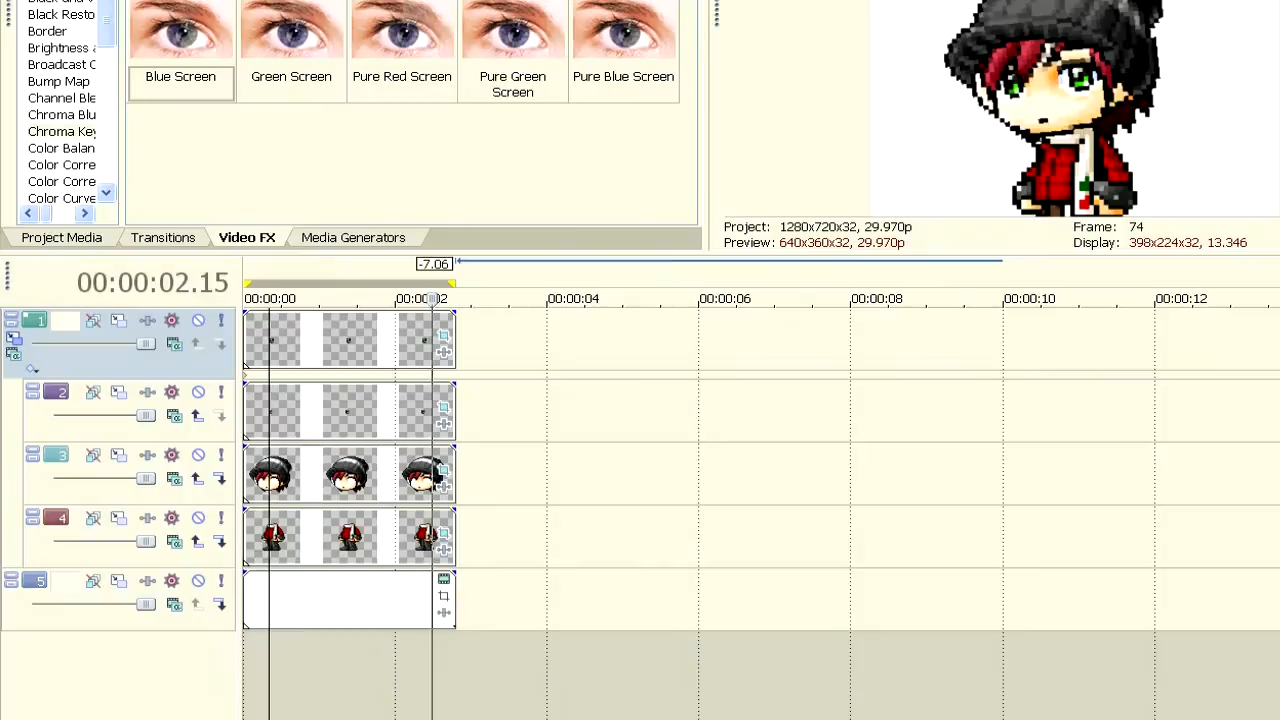 Black Resto
Border
Brightness a
Broadcast C
Bump Map
Channel Ble
Chroma Blu
Chroma Key
Color Balan
Color Corre
Color Corre
Color Curve
Blue Screen
Green Screen
Pure Red Screen
Pure Green
Screen
Pure Blue Screen
Project: 1280x720x32, 29.970p
Frame: 74
Preview: 640x360x32, 29.970p
Display: 398x224x32, 13.346
Project Media
Transitions
Video FX
Media Generators
00:00:02.15
-7.06
00:00:00
00:00:02
00:00:04
00:00:06
00:00:08
00:00:10
00:00:12
1
2
3
4
5